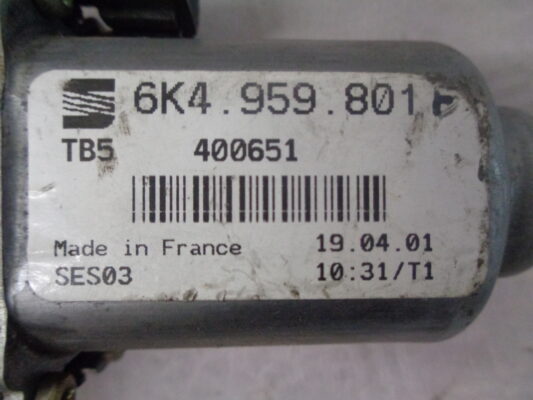 6K4.959.801
TB5 400651
Made in France 19.04.01
SES03 10:31/T1